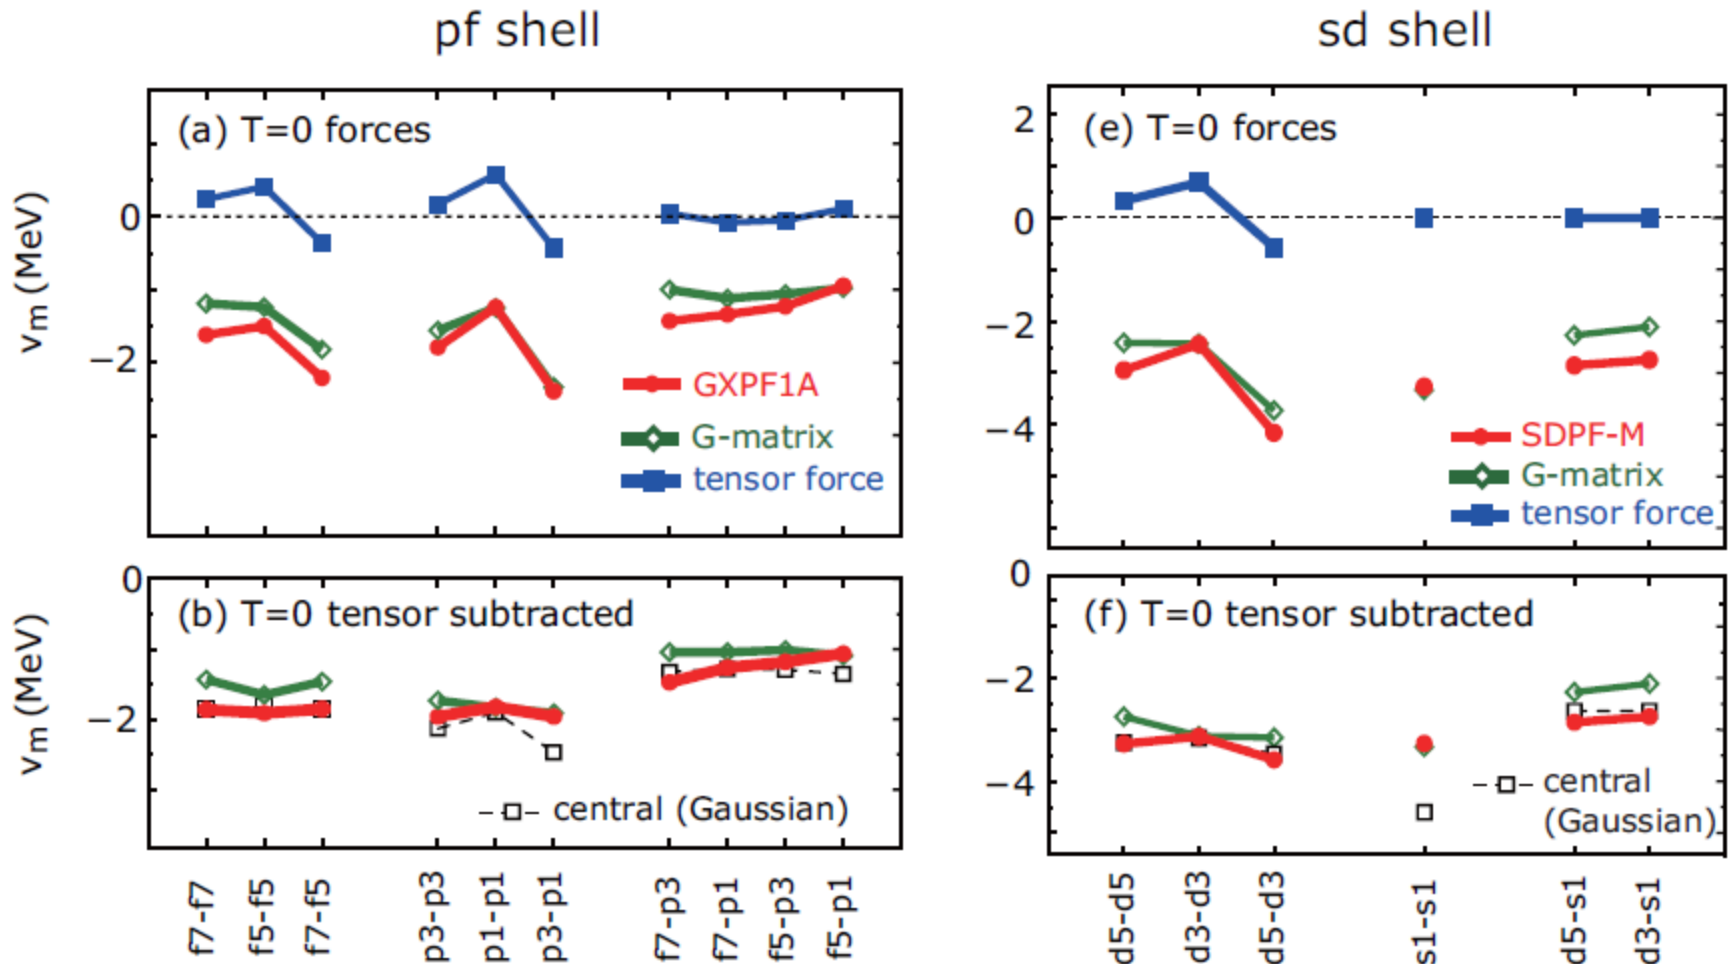 pf shell
sd shell
(a) T=0 forces
0
−2
v_m (MeV)
GXPF1A
G-matrix
tensor force
(e) T=0 forces
2
0
−2
−4
SDPF-M
G-matrix
tensor force
(b) T=0 tensor subtracted
0
−2
v_m (MeV)
central (Gaussian)
(f) T=0 tensor subtracted
0
−2
−4
central
(Gaussian)
f7-f7
f5-f5
f7-f5
p3-p3
p1-p1
p3-p1
f7-p3
f7-p1
f5-p3
f5-p1
d5-d5
d3-d3
d5-d3
s1-s1
d5-s1
d3-s1